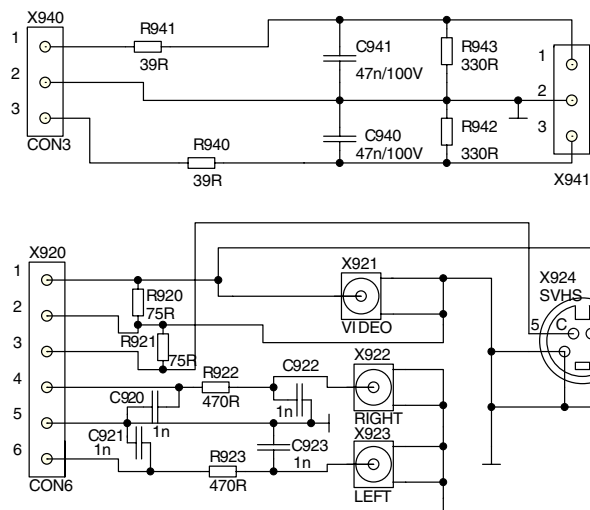 X940
1
2
3
CON3
R941
39R
C941
47n/100V
R943
330R
R940
39R
C940
47n/100V
R942
330R
1
2
3
X941
X920
1
2
3
4
5
6
CON6
R920
75R
R921
75R
X921
VIDEO
X924
SVHS
5
C
C920
1n
R922
470R
C922
1n
X922
RIGHT
C921
1n
R923
470R
C923
1n
X923
LEFT